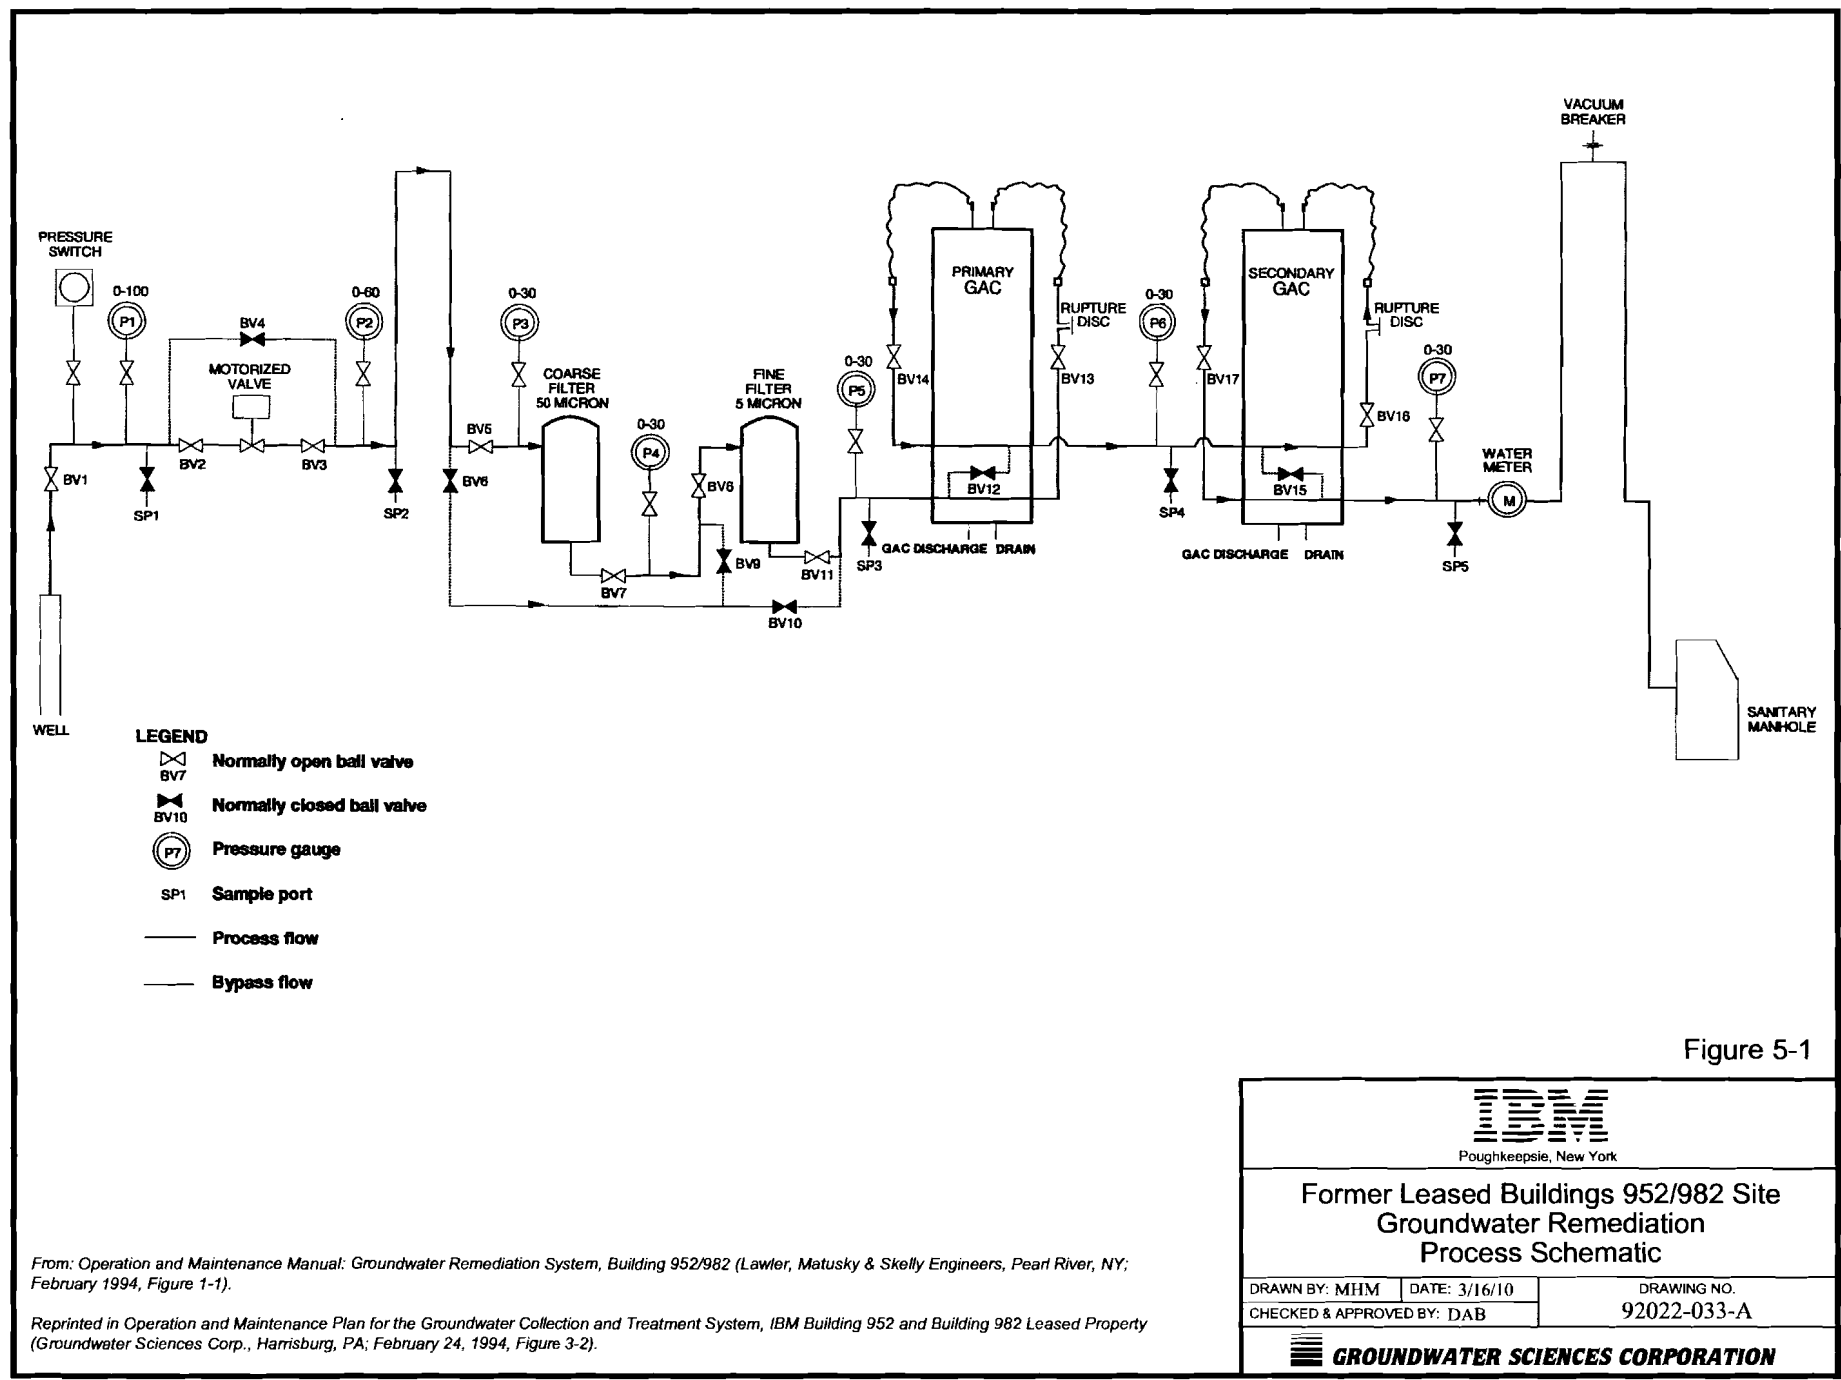 VACUUM
BREAKER
PRESSURE
SWITCH
0-100
P1
BV4
MOTORIZED
VALVE
0-60
P2
0-30
P3
COARSE
FILTER
50 MICRON
0-30
P4
FINE
FILTER
5 MICRON
0-30
P5
PRIMARY
GAC
RUPTURE
DISC
0-30
P6
SECONDARY
GAC
RUPTURE
DISC
0-30
P7
BV14
BV13
BV17
BV16
BV1
BV2
BV3
BV5
BV6
BV6
SP1
SP2
BV12
BV15
WATER
METER
M
SP4
GAC DISCHARGE DRAIN
GAC DISCHARGE DRAIN
SP3
SP5
BV9
BV11
BV7
BV10
WELL
SANITARY
MANHOLE
LEGEND
BV7
Normally open ball valve
BV10
Normally closed ball valve
P7
Pressure gauge
SP1
Sample port
Process flow
Bypass flow
Figure 5-1
IBM
Poughkeepsie, New York
Former Leased Buildings 952/982 Site
Groundwater Remediation
Process Schematic
DRAWN BY: MHM
DATE: 3/16/10
DRAWING NO.
92022-033-A
CHECKED & APPROVED BY: DAB
GROUNDWATER SCIENCES CORPORATION
From: Operation and Maintenance Manual: Groundwater Remediation System, Building 952/982 (Lawler, Matusky & Skelly Engineers, Pearl River, NY;
February 1994, Figure 1-1).
Reprinted in Operation and Maintenance Plan for the Groundwater Collection and Treatment System, IBM Building 952 and Building 982 Leased Property
(Groundwater Sciences Corp., Harrisburg, PA; February 24, 1994, Figure 3-2).